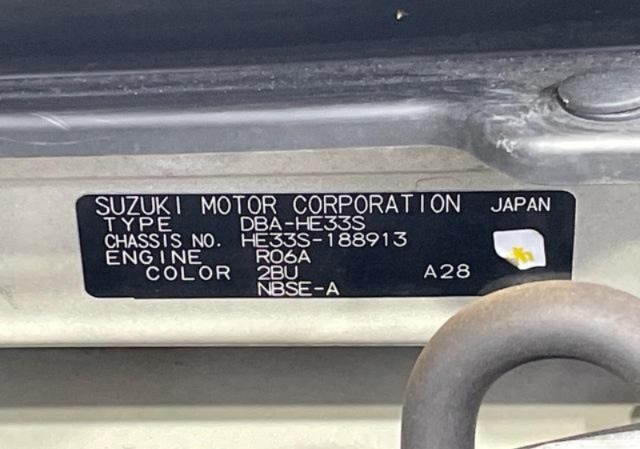 SUZUKI MOTOR CORPORATION JAPAN
TYPE DBA-HE33S
CHASSIS NO. HE33S-188913
ENGINE R06A
COLOR 2BU A28
NBSE-A